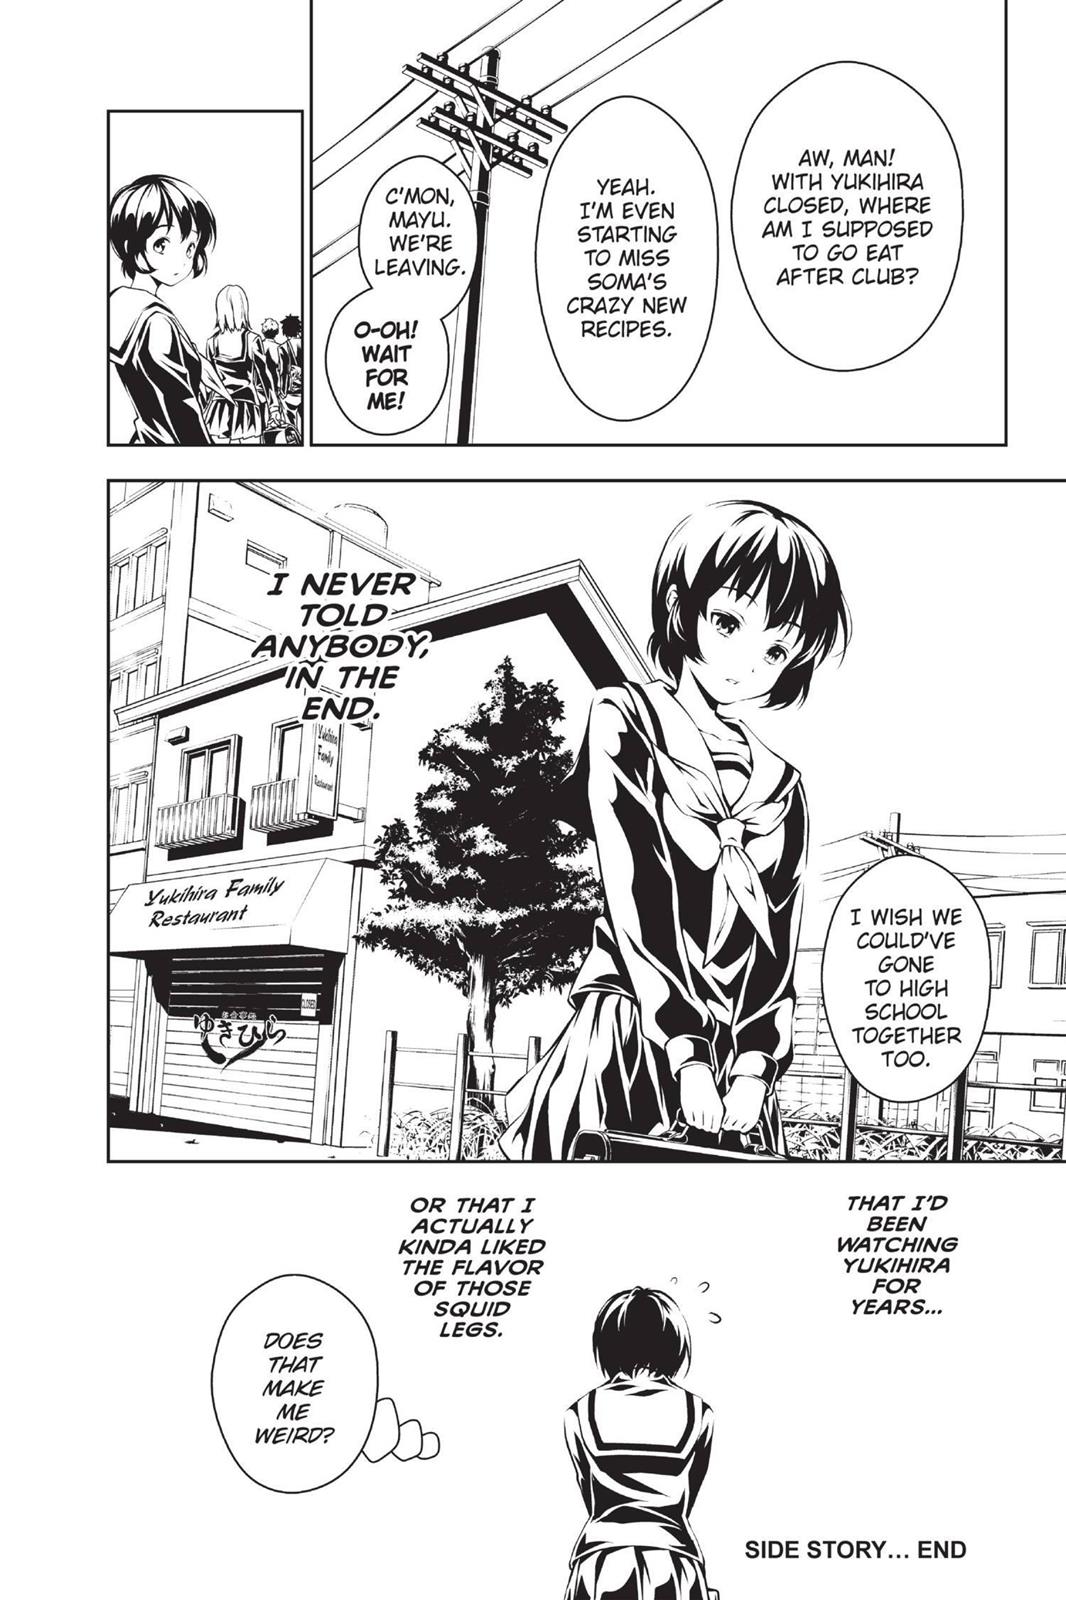 AW, MAN!
WITH YUKIHIRA
CLOSED, WHERE
AM I SUPPOSED
TO GO EAT
AFTER CLUB?
YEAH.
I'M EVEN
STARTING
TO MISS
SOMA'S
CRAZY NEW
RECIPES.
C'MON,
MAYU.
WE'RE
LEAVING.
O-OH!
WAIT
FOR
ME!
I NEVER
TOLD
ANYBODY,
IN THE
END.
Yukihira
Family
Restaurant
Yukihira Family
Restaurant
CLOSED
お食事処
ゆきひら
I WISH WE
COULD'VE
GONE
TO HIGH
SCHOOL
TOGETHER
TOO.
THAT I'D
BEEN
WATCHING
YUKIHIRA
FOR
YEARS...
OR THAT I
ACTUALLY
KINDA LIKED
THE FLAVOR
OF THOSE
SQUID
LEGS.
DOES
THAT
MAKE
ME
WEIRD?
SIDE STORY... END